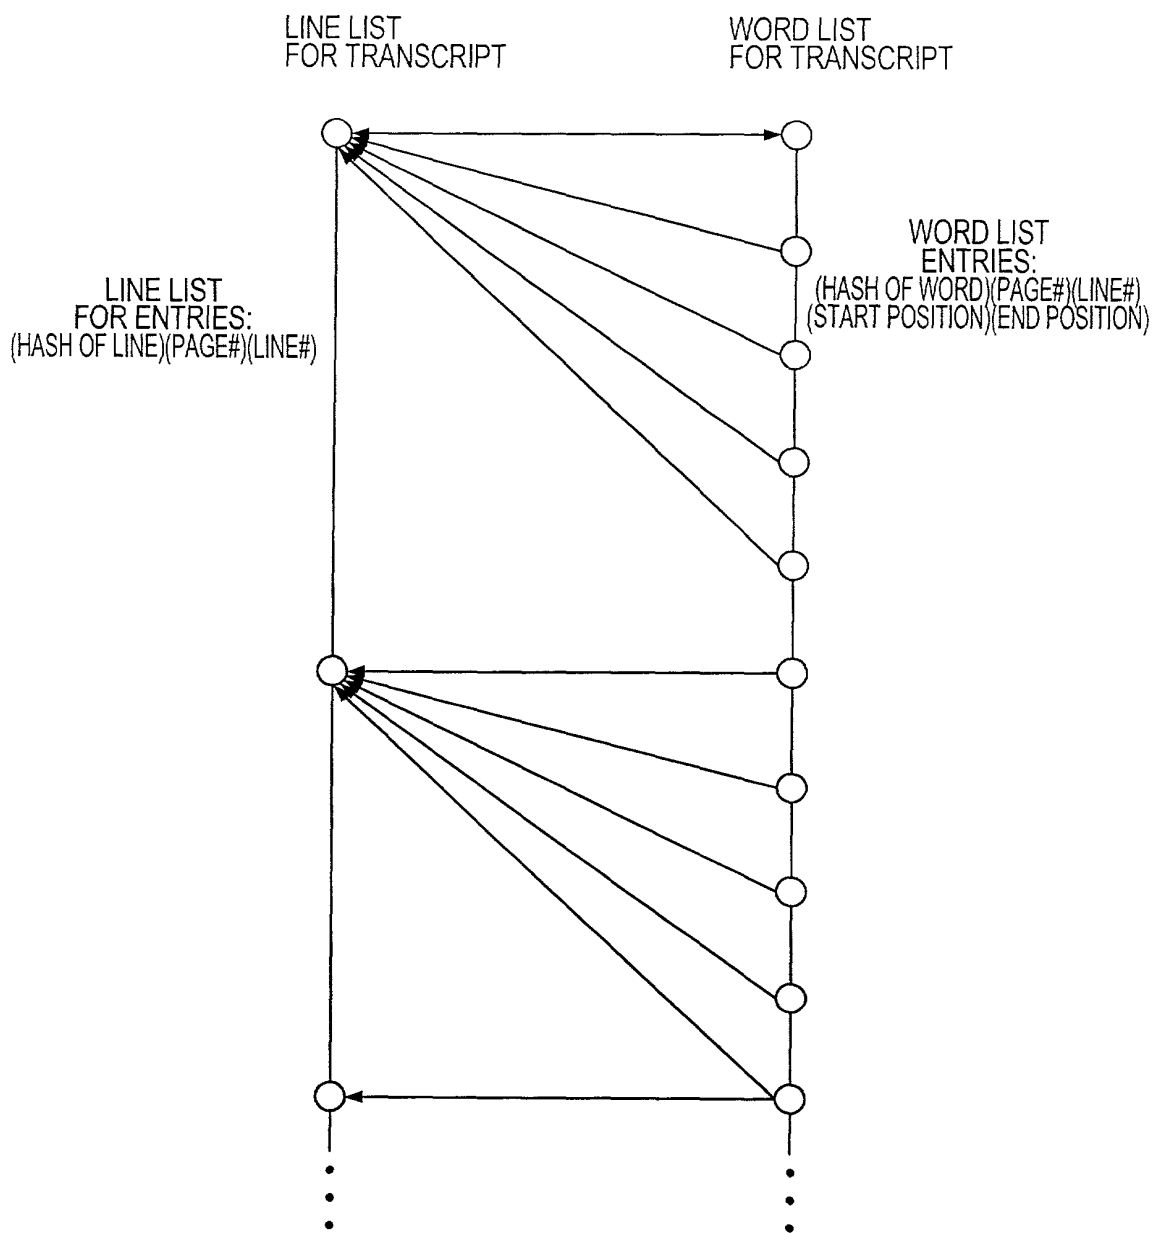 LINE LIST
FOR TRANSCRIPT
WORD LIST
FOR TRANSCRIPT
WORD LIST
ENTRIES:
(HASH OF WORD)(PAGE#)(LINE#)
(START POSITION)(END POSITION)
LINE LIST
FOR ENTRIES:
(HASH OF LINE)(PAGE#)(LINE#)